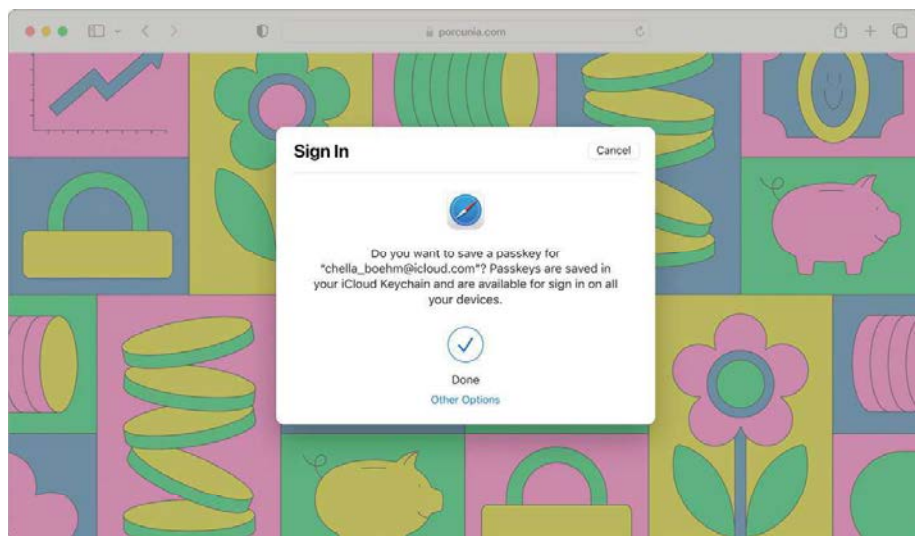 porcunia.com
Sign In
Cancel
Do you want to save a passkey for
"chella_boehm@icloud.com"? Passkeys are saved in
your iCloud Keychain and are available for sign in on all
your devices.
Done
Other Options